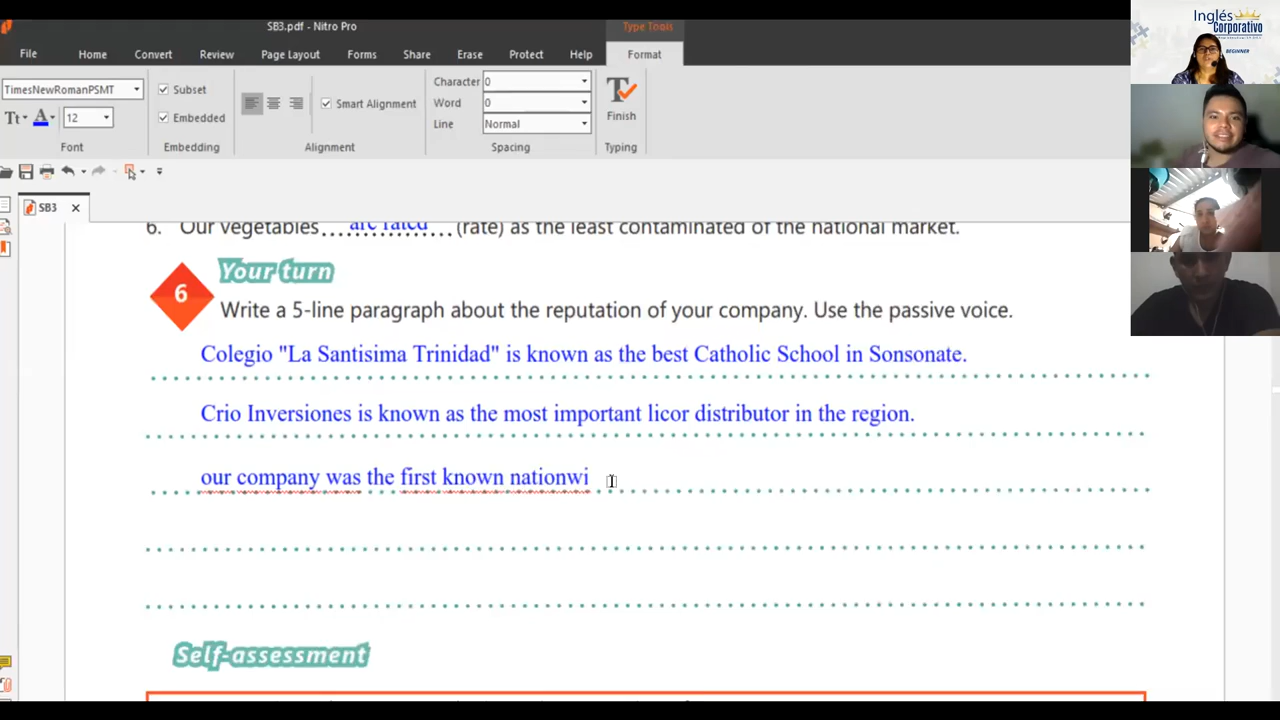 SB3.pdf - Nitro Pro
Type Tools
File Home Convert Review Page Layout Forms Share Erase Protect Help Format
TimesNewRomanPSMT
Subset
Character 0
Tt A 12
Embedded
Smart Alignment
Word 0
Line Normal
Finish
Font Embedding Alignment Spacing Typing
SB3
Inglés
Corporativo
BEGINNER
6. Our vegetables...are rated...(rate) as the least contaminated of the national market.
Your turn
6
Write a 5-line paragraph about the reputation of your company. Use the passive voice.
Colegio "La Santisima Trinidad" is known as the best Catholic School in Sonsonate.
Crio Inversiones is known as the most important licor distributor in the region.
our company was the first known nationwi
Self-assessment